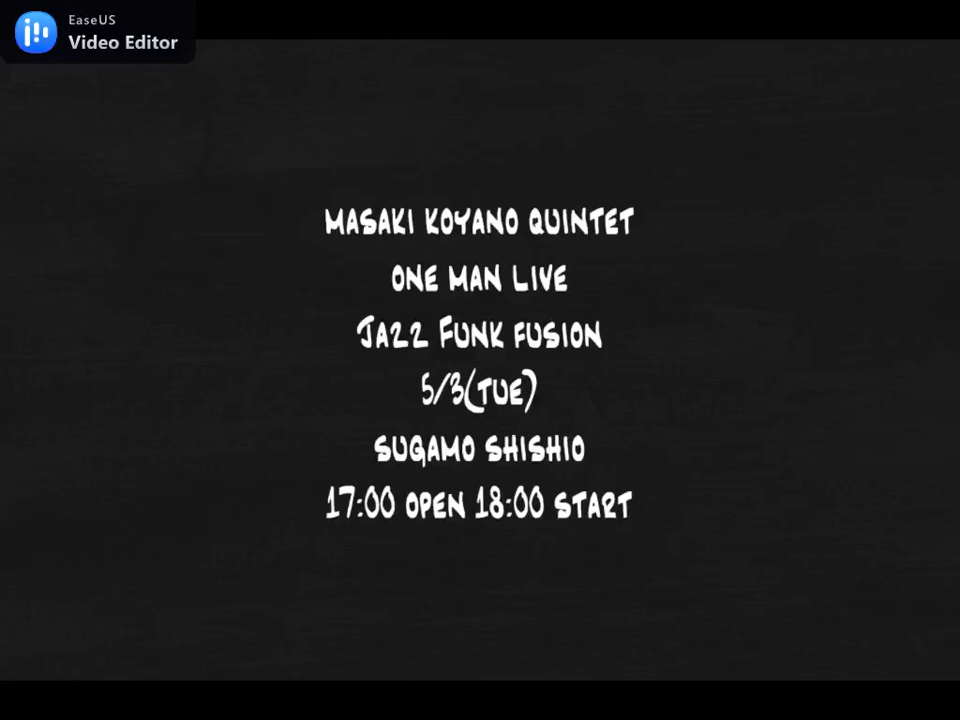 EaseUS
Video Editor
MASAKI KOYANO QUINTET
ONE MAN LIVE
JAZZ FUNK FUSION
5/3(TUE)
SUGAMO SHISHIO
17:00 OPEN 18:00 START